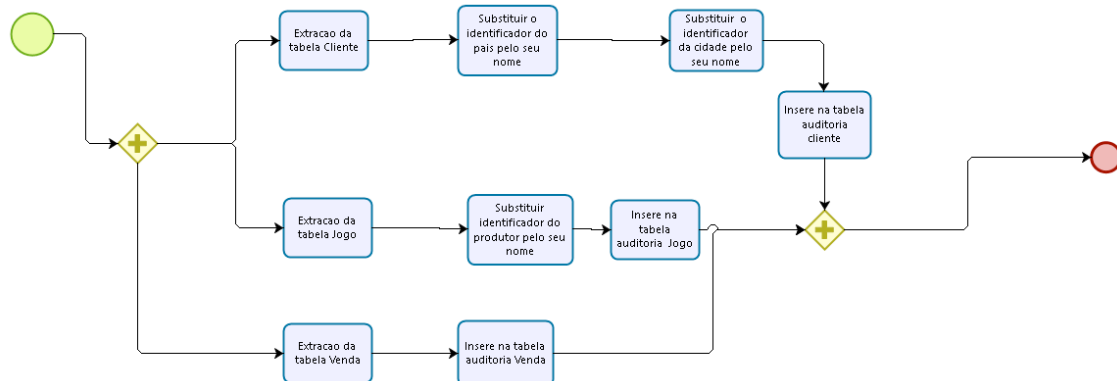 Extracao da
tabela Cliente
Substituir o
identificador do
pais pelo seu
nome
Substituir o
identificador
da cidade pelo
seu nome
Insere na tabela
auditoria
cliente
Extracao da
tabela Jogo
Substituir
identificador do
produtor pelo seu
nome
Insere na
tabela
auditoria Jogo
Extracao da
tabela Venda
Insere na tabela
auditoria Venda